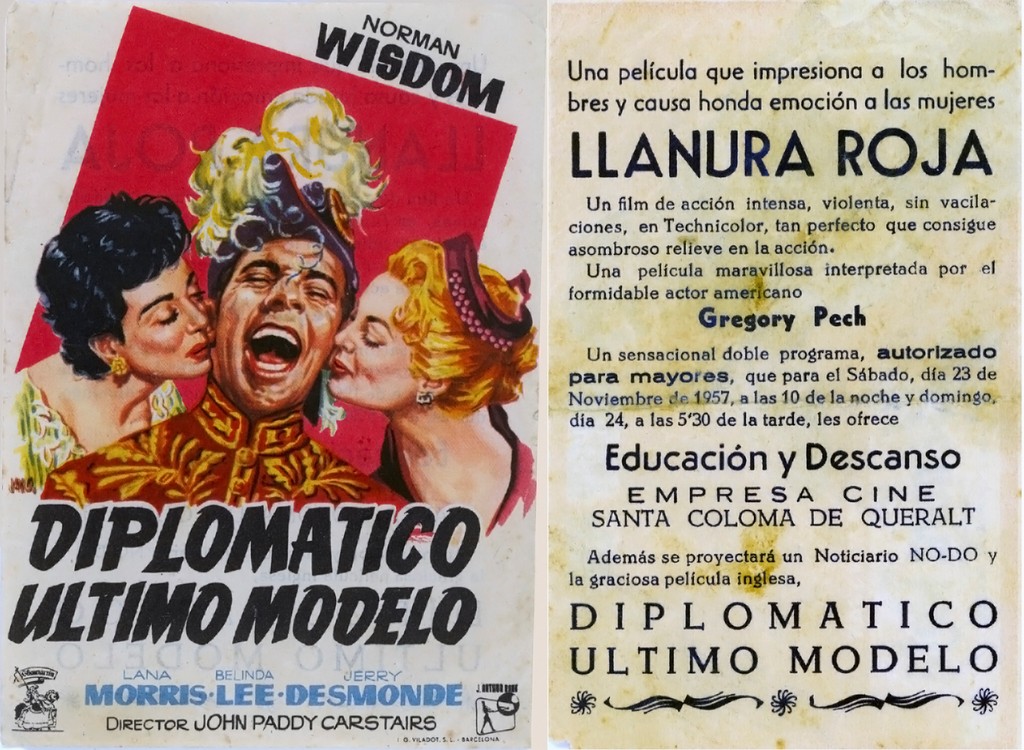 NORMAN
WISDOM
DIPLOMATICO
ULTIMO MODELO
LANA BELINDA JERRY
MORRIS·LEE·DESMONDE
DIRECTOR JOHN PADDY CARSTAIRS
J. ARTHUR RANK
G. VILADOT, S. L. - BARCELONA
Una película que impresiona a los hom-
bres y causa honda emoción a las mujeres
LLANURA ROJA
Un film de acción intensa, violenta, sin vacila-
ciones, en Technicolor, tan perfecto que consigue
asombroso relieve en la acción.
Una película maravillosa interpretada por el
formidable actor americano
Gregory Pech
Un sensacional doble programa, autorizado
para mayores, que para el Sábado, día 23 de
Noviembre de 1957, a las 10 de la noche y domingo,
día 24, a las 5'30 de la tarde, les ofrece
Educación y Descanso
EMPRESA CINE
SANTA COLOMA DE QUERALT
Además se proyectará un Noticiario NO-DO y
la graciosa película inglesa,
DIPLOMATICO
ULTIMO MODELO